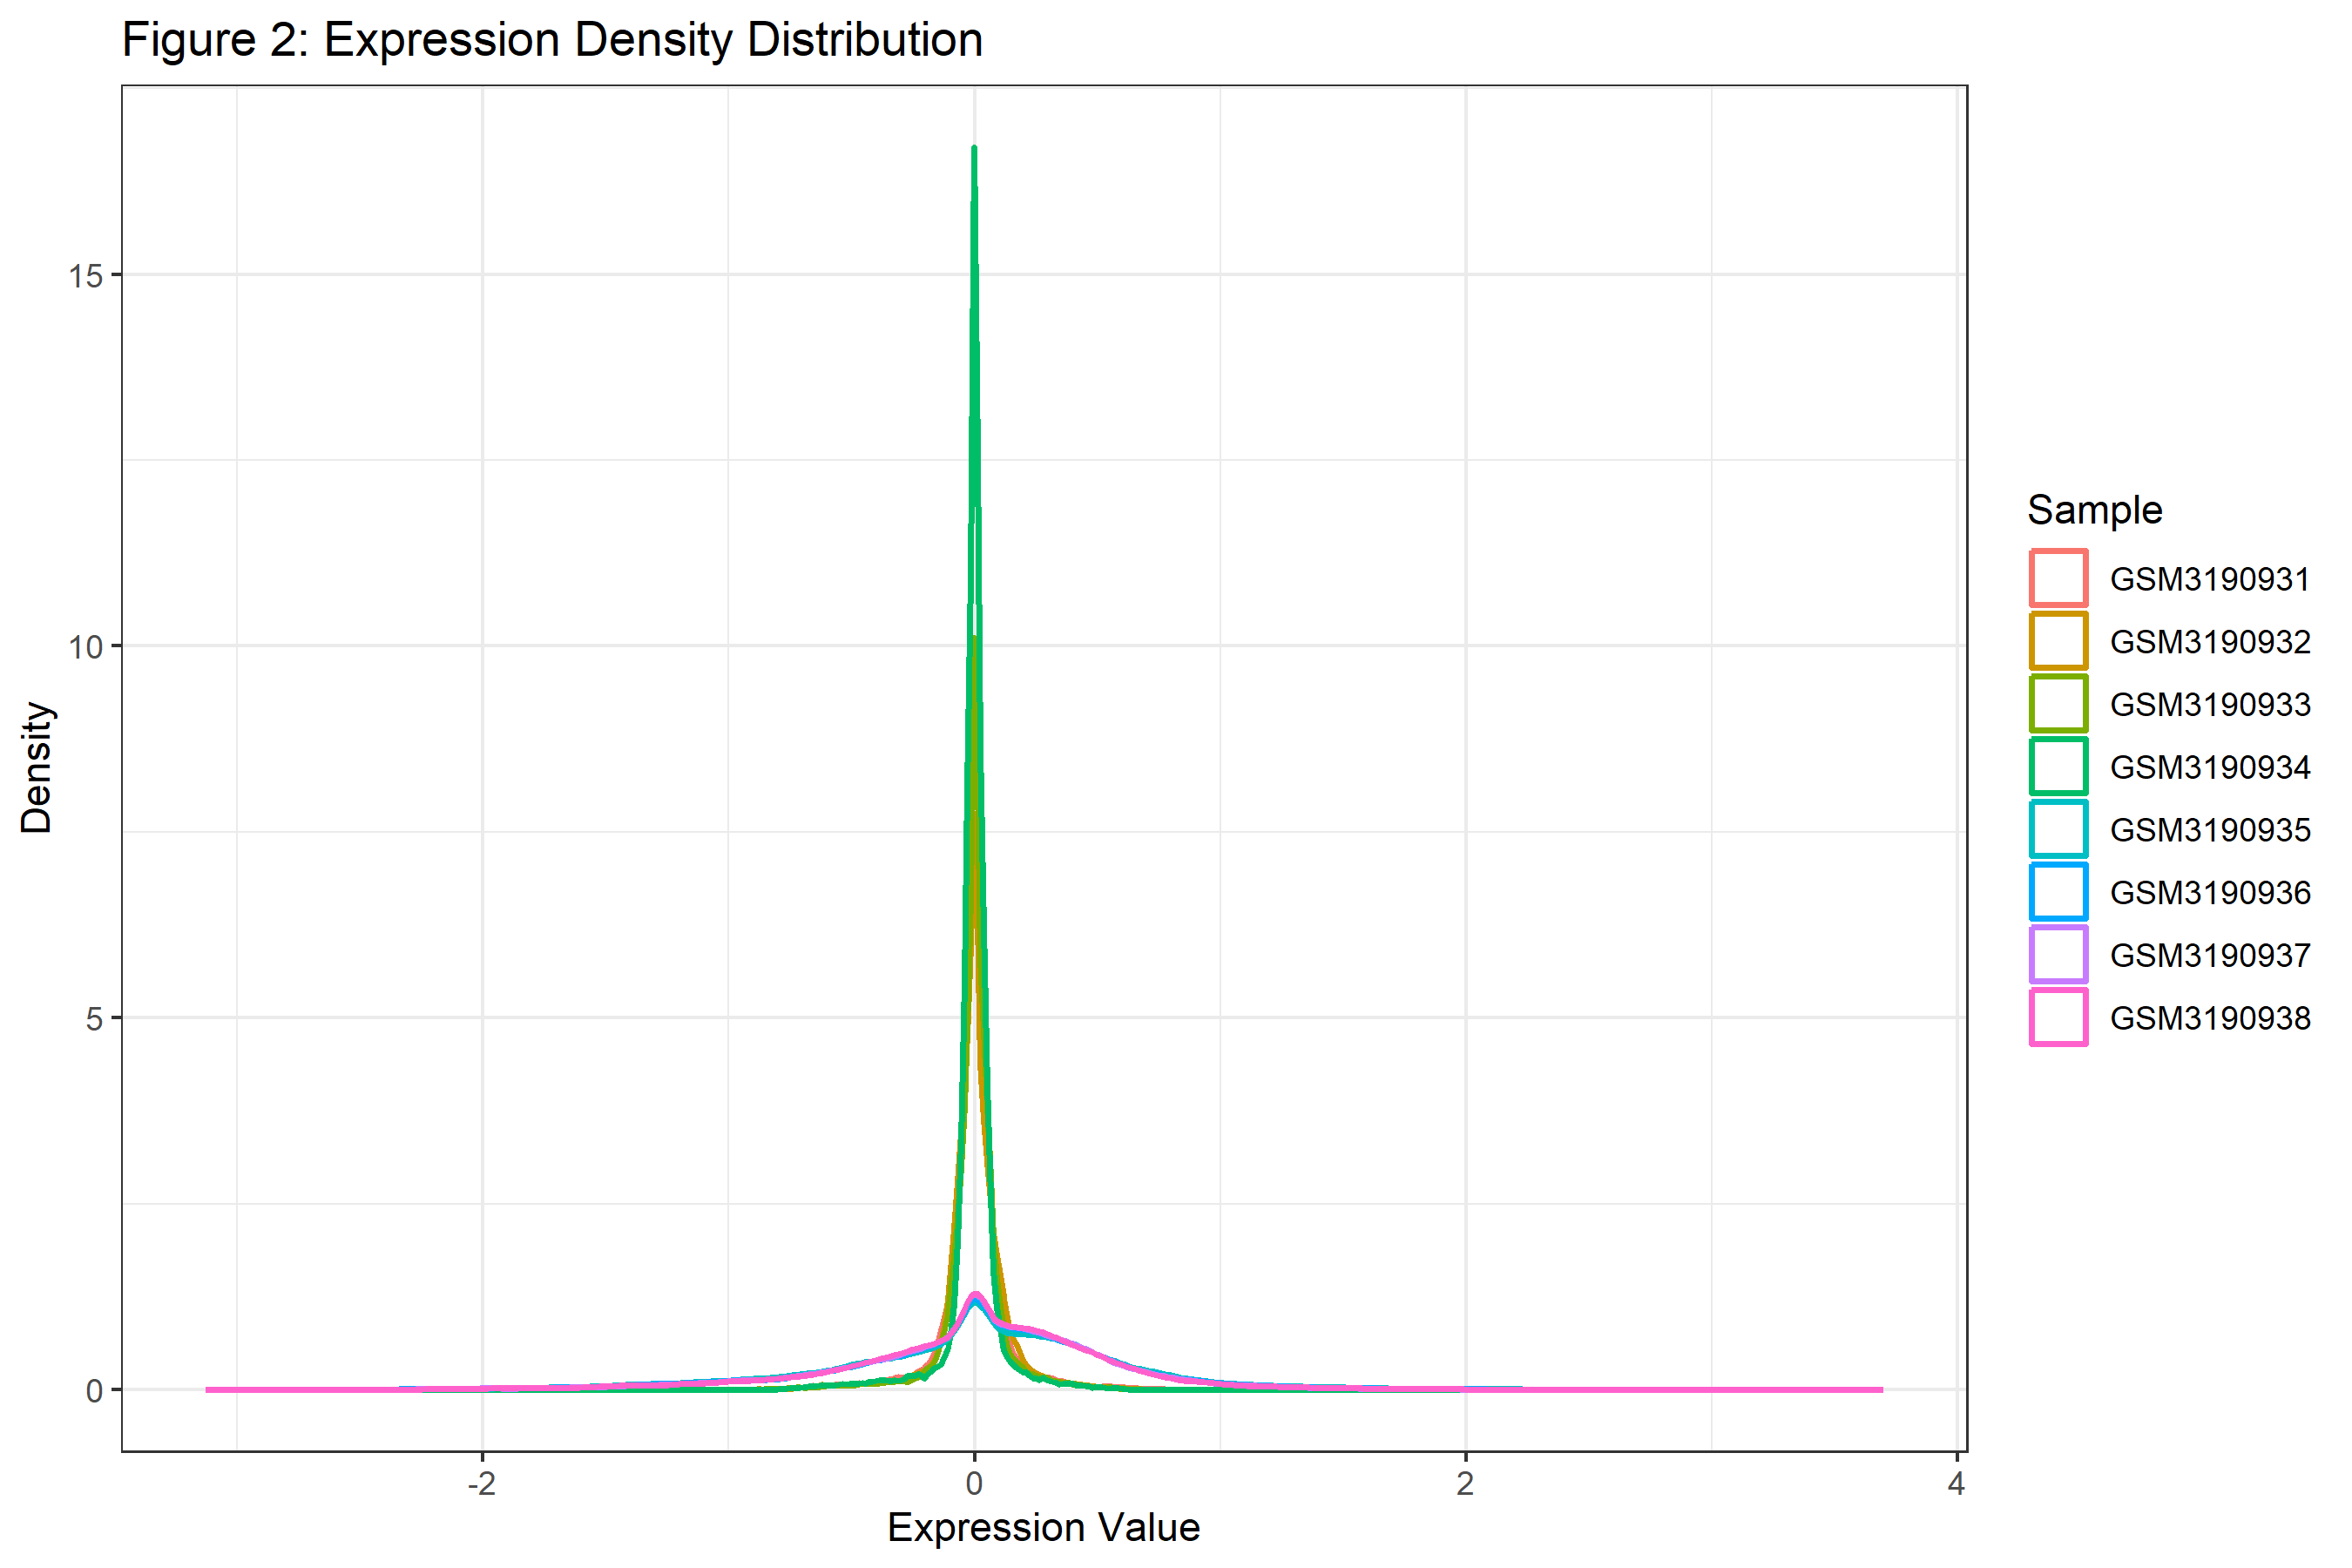 Figure 2: Expression Density Distribution
15
10
5
0
Density
-2
0
2
4
Expression Value
Sample
GSM3190931
GSM3190932
GSM3190933
GSM3190934
GSM3190935
GSM3190936
GSM3190937
GSM3190938